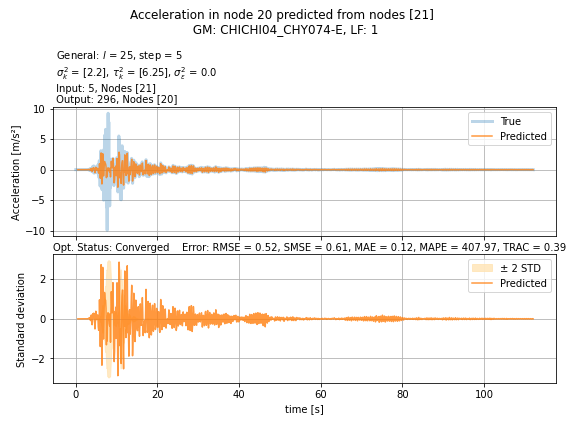 Acceleration in node 20 predicted from nodes [21]
GM: CHICHI04_CHY074-E, LF: 1
General: l = 25, step = 5
σ²ₖ = [2.2], τ²ₖ = [6.25], σ²ε = 0.0
Input: 5, Nodes [21]
Output: 296, Nodes [20]
Acceleration [m/s²]
10
5
0
−5
−10
True
Predicted
Opt. Status: Converged    Error: RMSE = 0.52, SMSE = 0.61, MAE = 0.12, MAPE = 407.97, TRAC = 0.39
Standard deviation
2
0
−2
± 2 STD
Predicted
0 20 40 60 80 100
time [s]